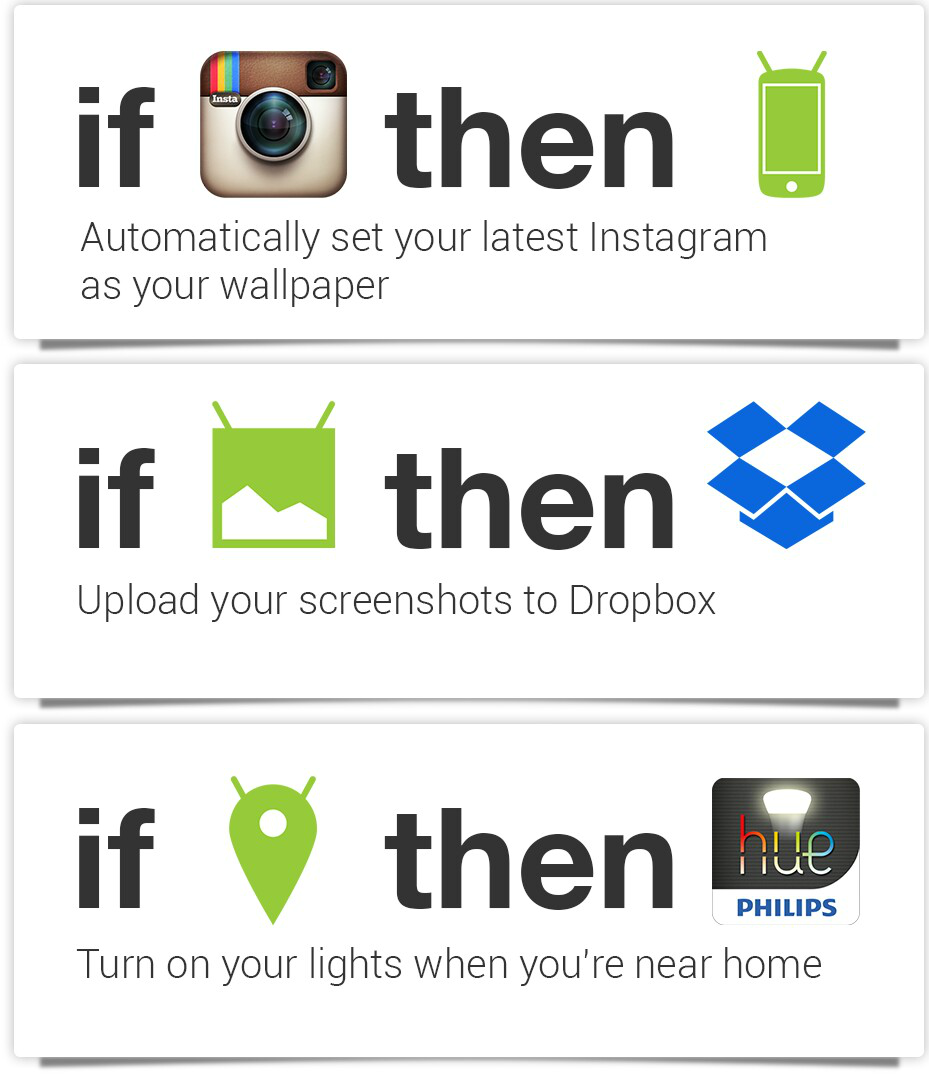 if Insta then
Automatically set your latest Instagram
as your wallpaper
if then
Upload your screenshots to Dropbox
if then hue
PHILIPS
Turn on your lights when you're near home